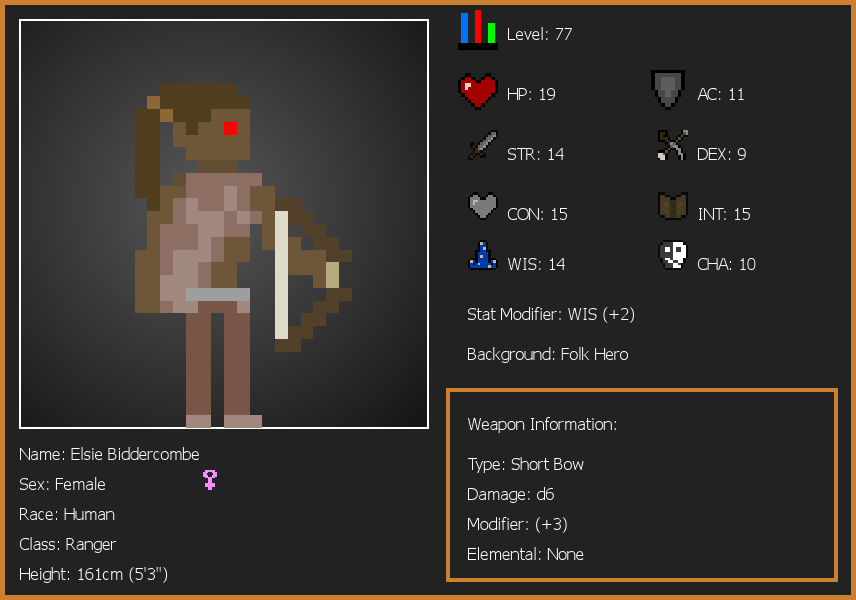 Level: 77
HP: 19
AC: 11
STR: 14
DEX: 9
CON: 15
INT: 15
WIS: 14
CHA: 10
Stat Modifier: WIS (+2)
Background: Folk Hero
Weapon Information:
Type: Short Bow
Damage: d6
Modifier: (+3)
Elemental: None
Name: Elsie Biddercombe
Sex: Female
Race: Human
Class: Ranger
Height: 161cm (5'3")